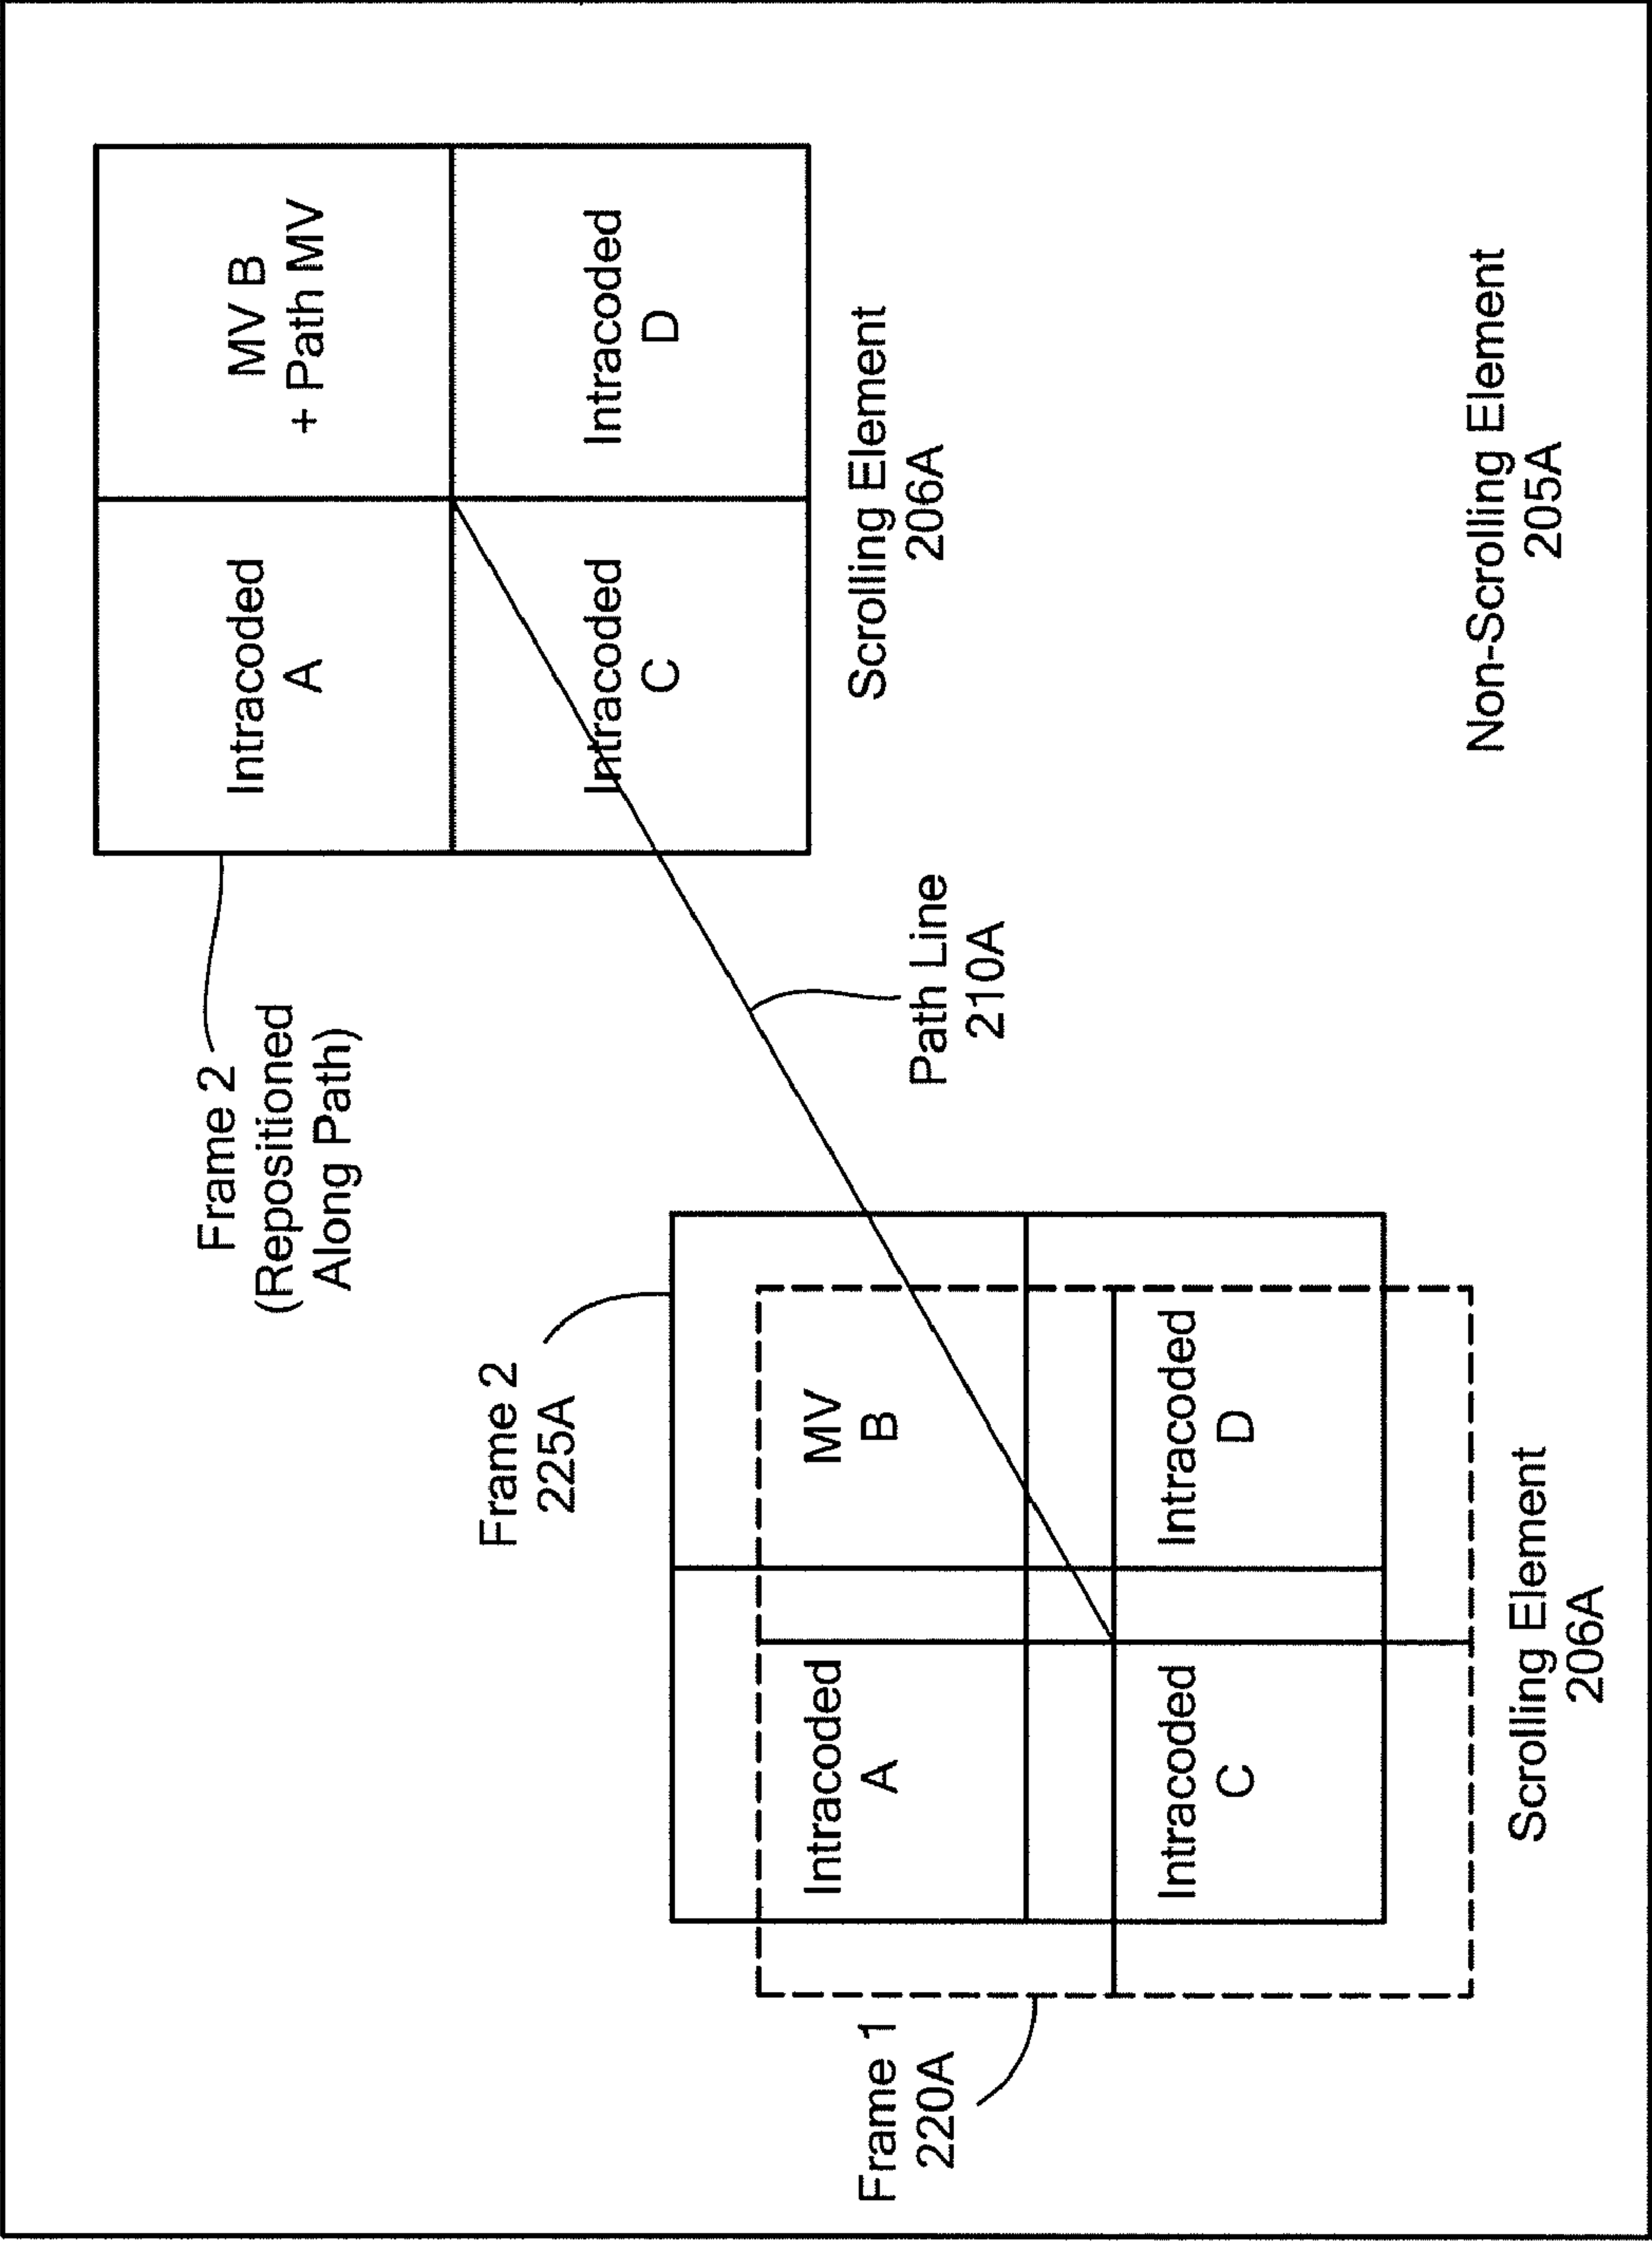 Frame 2
(Repositioned
Along Path)
Intracoded
A
MV B
+ Path MV
Intracoded
C
Intracoded
D
Scrolling Element
206A
Path Line
210A
Frame 2
225A
Frame 1
220A
Intracoded
A
MV
B
Intracoded
C
Intracoded
D
Scrolling Element
206A
Non-Scrolling Element
205A